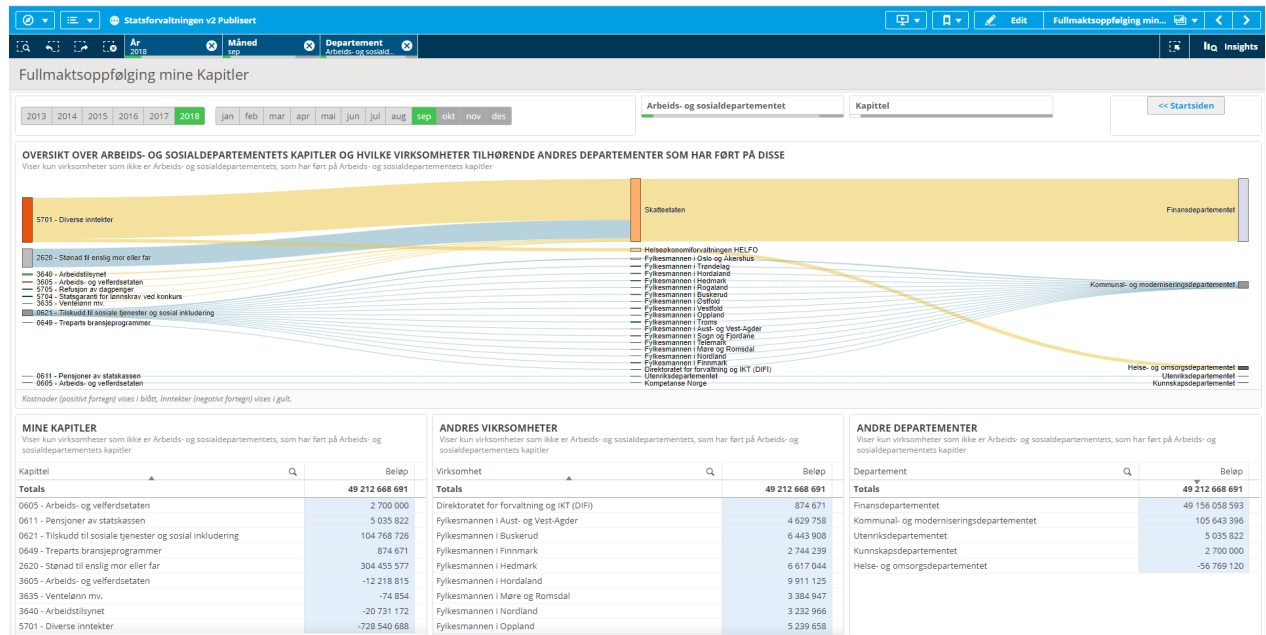 Statsforvaltningen v2 Publisert
Edit
Fullmaktsoppfølging min...
År
2018
Måned
sep
Departement
Arbeids- og sosiald...
Insights
Fullmaktsoppfølging mine Kapitler
2013 2014 2015 2016 2017 2018
jan feb mar apr mai jun jul aug sep okt nov des
Arbeids- og sosialdepartementet
Kapittel
<< Startsiden
OVERSIKT OVER ARBEIDS- OG SOSIALDEPARTEMENTETS KAPITLER OG HVILKE VIRKSOMHETER TILHØRENDE ANDRES DEPARTEMENTER SOM HAR FØRT PÅ DISSE
Viser kun virksomheter som ikke er Arbeids- og sosialdepartementets, som har ført på Arbeids- og sosialdepartementets kapitler
5701 - Diverse inntekter
2620 - Stønad til enslig mor eller far
3640 - Arbeidstilsynet
3605 - Arbeids- og velferdsetaten
5705 - Refusjon av dagpenger
5704 - Statsgaranti for lønnskrav ved konkurs
3635 - Ventelønn mv.
0621 - Tilskudd til sosiale tjenester og sosial inkludering
0649 - Treparts bransjeprogrammer
0611 - Pensjoner av statskassen
0605 - Arbeids- og velferdsetaten
Skatteetaten
Helseøkonomiforvaltningen HELFO
Fylkesmannen i Oslo og Akershus
Fylkesmannen i Trøndelag
Fylkesmannen i Hordaland
Fylkesmannen i Hedmark
Fylkesmannen i Rogaland
Fylkesmannen i Buskerud
Fylkesmannen i Østfold
Fylkesmannen i Vestfold
Fylkesmannen i Oppland
Fylkesmannen i Troms
Fylkesmannen i Aust- og Vest-Agder
Fylkesmannen i Sogn og Fjordane
Fylkesmannen i Telemark
Fylkesmannen i Møre og Romsdal
Fylkesmannen i Nordland
Fylkesmannen i Finnmark
Direktoratet for forvaltning og IKT (DIFI)
Utenriksdepartementet
Kompetanse Norge
Finansdepartementet
Kommunal- og moderniseringsdepartementet
Helse- og omsorgsdepartementet
Utenriksdepartementet
Kunnskapsdepartementet
Kostnader (positivt fortegn) vises i blått, Inntekter (negativt fortegn) vises i gult.
MINE KAPITLER
Viser kun virksomheter som ikke er Arbeids- og sosialdepartementets, som har ført på Arbeids- og
sosialdepartementets kapitler
Kapittel Beløp
Totals 49 212 668 691
0605 - Arbeids- og velferdsetaten 2 700 000
0611 - Pensjoner av statskassen 5 035 822
0621 - Tilskudd til sosiale tjenester og sosial inkludering 104 768 726
0649 - Treparts bransjeprogrammer 874 671
2620 - Stønad til enslig mor eller far 304 455 577
3605 - Arbeids- og velferdsetaten -12 218 815
3635 - Ventelønn mv. -74 854
3640 - Arbeidstilsynet -20 731 172
5701 - Diverse inntekter -728 540 688
ANDRES VIKRSOMHETER
Viser kun virksomheter som ikke er Arbeids- og sosialdepartementets, som har ført på Arbeids- og
sosialdepartementets kapitler
Virksomhet Beløp
Totals 49 212 668 691
Direktoratet for forvaltning og IKT (DIFI) 874 671
Fylkesmannen i Aust- og Vest-Agder 4 629 758
Fylkesmannen i Buskerud 6 443 908
Fylkesmannen i Finnmark 2 744 239
Fylkesmannen i Hedmark 6 617 044
Fylkesmannen i Hordaland 9 911 125
Fylkesmannen i Møre og Romsdal 3 384 947
Fylkesmannen i Nordland 3 232 966
Fylkesmannen i Oppland 5 239 658
ANDRE DEPARTEMENTER
Viser kun virksomheter som ikke er Arbeids- og sosialdepartementets, som har ført på Arbeids- og
sosialdepartementets kapitler
Departement Beløp
Totals 49 212 668 691
Finansdepartementet 49 156 058 593
Kommunal- og moderniseringsdepartementet 105 643 396
Utenriksdepartementet 5 035 822
Kunnskapsdepartementet 2 700 000
Helse- og omsorgsdepartementet -56 769 120